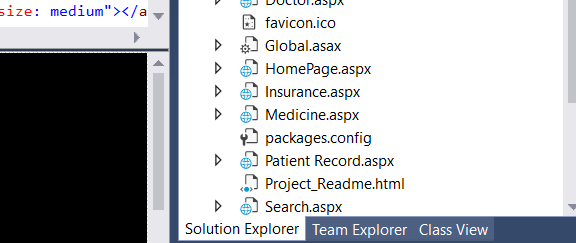 size: medium"></a
Doctor.aspx
favicon.ico
Global.asax
HomePage.aspx
Insurance.aspx
Medicine.aspx
packages.config
Patient Record.aspx
Project_Readme.html
Search.aspx
Solution Explorer Team Explorer Class View